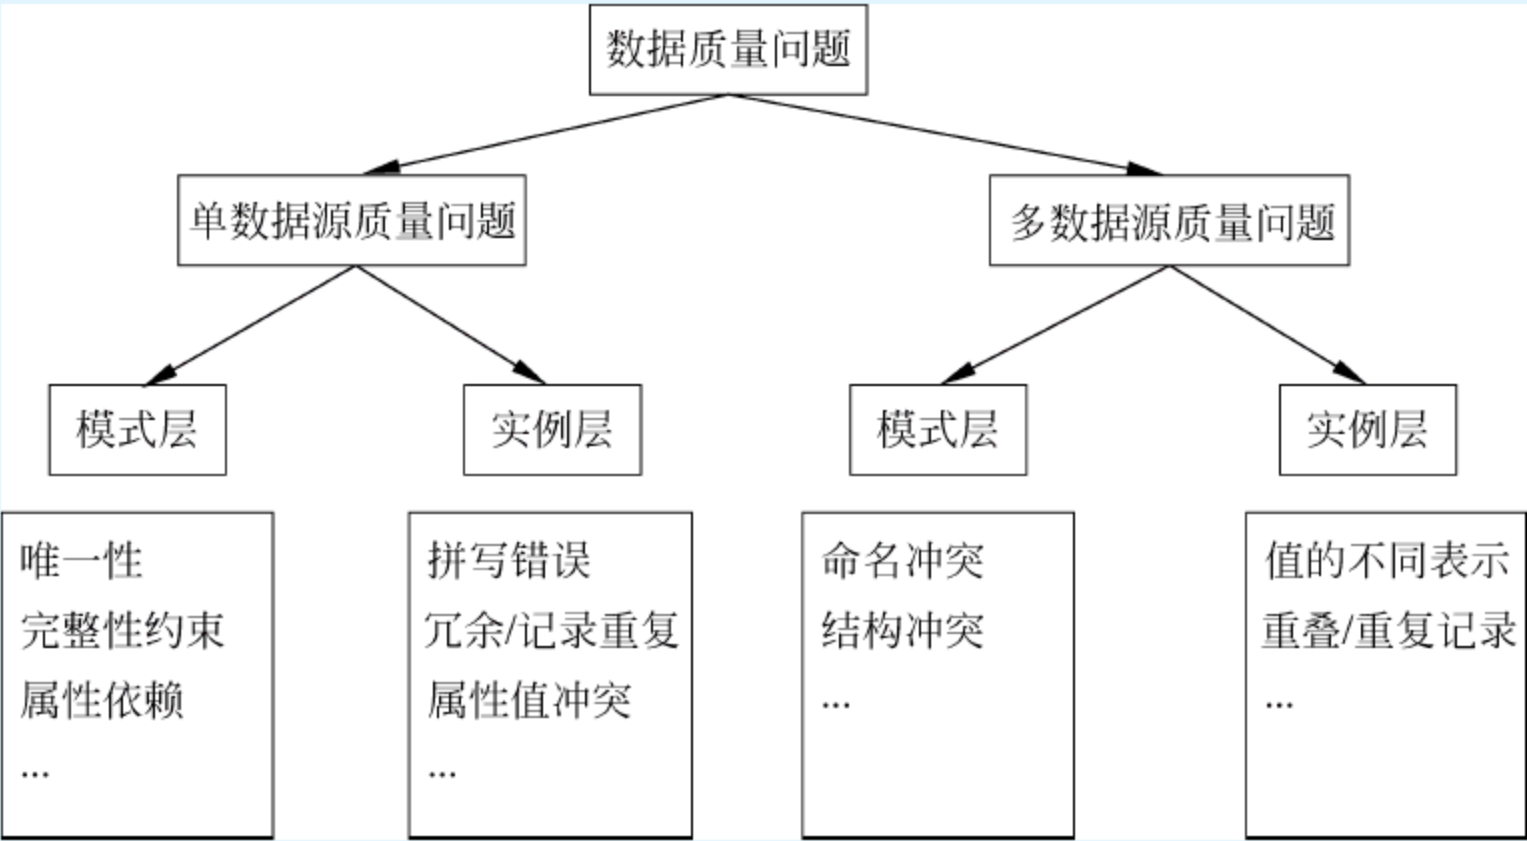 数据质量问题
单数据源质量问题
多数据源质量问题
模式层
实例层
模式层
实例层
唯一性
完整性约束
属性依赖
...
拼写错误
冗余/记录重复
属性值冲突
...
命名冲突
结构冲突
...
值的不同表示
重叠/重复记录
...